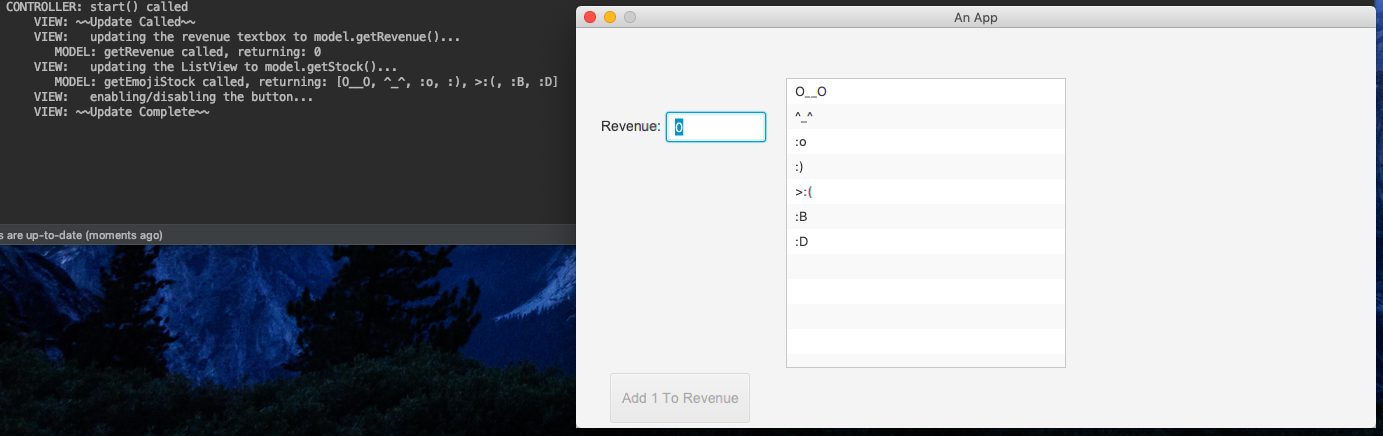 CONTROLLER: start() called
VIEW: ~~Update Called~~
VIEW: updating the revenue textbox to model.getRevenue()...
MODEL: getRevenue called, returning: 0
VIEW: updating the ListView to model.getStock()...
MODEL: getEmojiStock called, returning: [O__O, ^_^, :o, :), >:(, :B, :D]
VIEW: enabling/disabling the button...
VIEW: ~~Update Complete~~
s are up-to-date (moments ago)
An App
Revenue: 0
O__O
^_^
:o
:)
>:(
:B
:D
Add 1 To Revenue